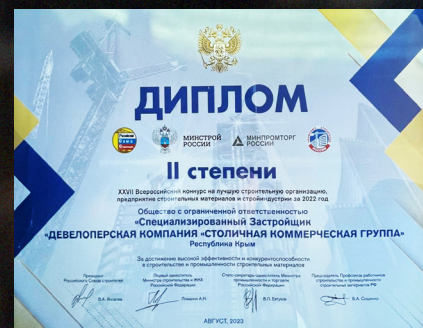 ДИПЛОМ
МИНСТРОЙ
РОССИИ
МИНПРОМТОРГ
РОССИИ
II степени
XXVII Всероссийский конкурс на лучшую строительную организацию,
предприятие строительных материалов и стройиндустрии за 2022 год
Общество с ограниченной ответственностью
«Специализированный Застройщик
«ДЕВЕЛОПЕРСКАЯ КОМПАНИЯ «СТОЛИЧНАЯ КОММЕРЧЕСКАЯ ГРУППА»
Республика Крым
За достижение высокой эффективности и конкурентоспособности
в строительстве и промышленности строительных материалов
Президент
Российского Союза строителей
В.А. Яковлев
Первый заместитель
Министра строительства и ЖКХ
Российской Федерации
Ломакин А.Н.
Статс-секретарь-заместитель Министра
промышленности и торговли
Российской Федерации
В.Л. Евтухов
Председатель Профсоюза работников
строительства и промышленности
строительных материалов РФ
Б.А. Сошенко
АВГУСТ, 2023